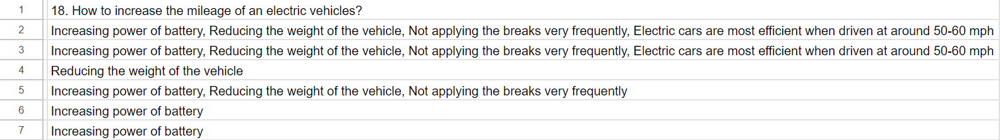 1 18. How to increase the mileage of an electric vehicles?
2 Increasing power of battery, Reducing the weight of the vehicle, Not applying the breaks very frequently, Electric cars are most efficient when driven at around 50-60 mph
3 Increasing power of battery, Reducing the weight of the vehicle, Not applying the breaks very frequently, Electric cars are most efficient when driven at around 50-60 mph
4 Reducing the weight of the vehicle
5 Increasing power of battery, Reducing the weight of the vehicle, Not applying the breaks very frequently
6 Increasing power of battery
7 Increasing power of battery